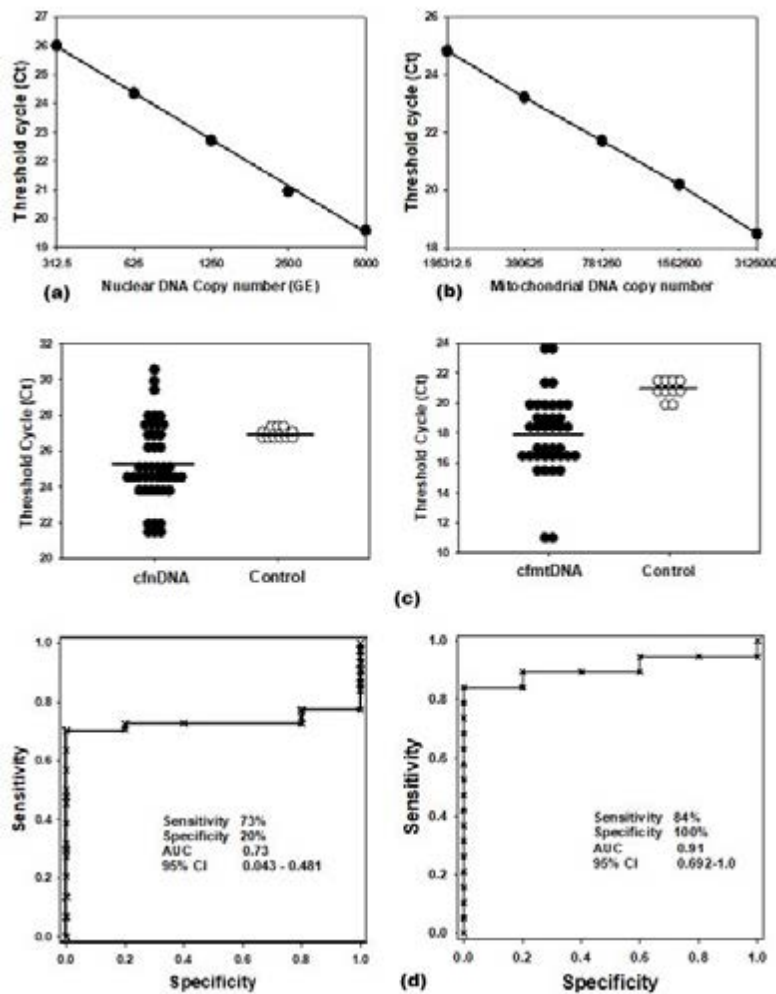 Threshold cycle (Ct)
27
26
25
24
23
22
21
20
19
312.5 625 1250 2500 5000
(a) Nuclear DNA Copy number (GE)
Threshold cycle (Ct)
26
24
22
20
18
195312.5 390625 781250 1562500 3125000
(b) Mitochondrial DNA copy number
Threshold Cycle (Ct)
32
30
28
26
24
22
20
cfnDNA Control
Threshold Cycle (Ct)
24
22
20
18
16
14
12
10
cfmtDNA Control
(c)
Sensitivity
1.0
0.8
0.6
0.4
0.2
0.0
Sensitivity 73%
Specificity 20%
AUC 0.73
95% CI 0.043 - 0.481
0.0 0.2 0.4 0.6 0.8 1.0
Specificity
Sensitivity
1.0
0.8
0.6
0.4
0.2
0.0
Sensitivity 84%
Specificity 100%
AUC 0.91
95% CI 0.692-1.0
0.0 0.2 0.4 0.6 0.8 1.0
Specificity
(d)